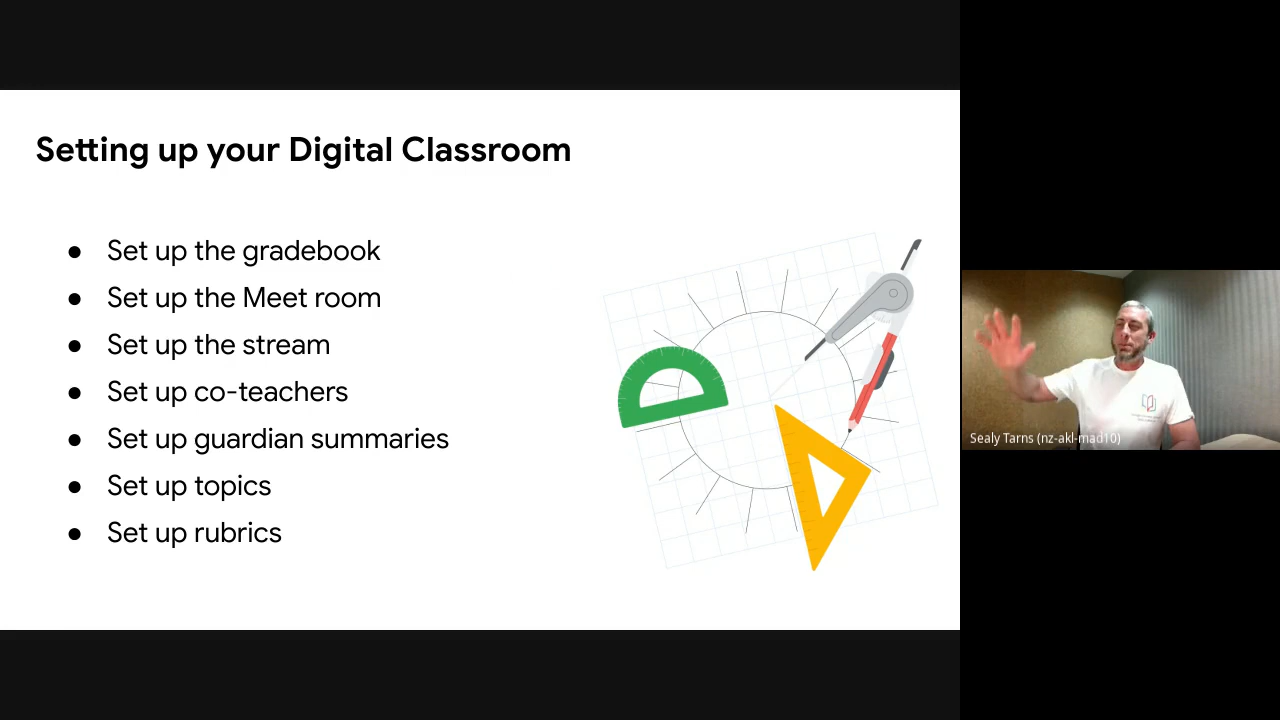 Setting up your Digital Classroom
● Set up the gradebook
● Set up the Meet room
● Set up the stream
● Set up co-teachers
● Set up guardian summaries
● Set up topics
● Set up rubrics
Sealy Tarns (nz-akl-mad10)